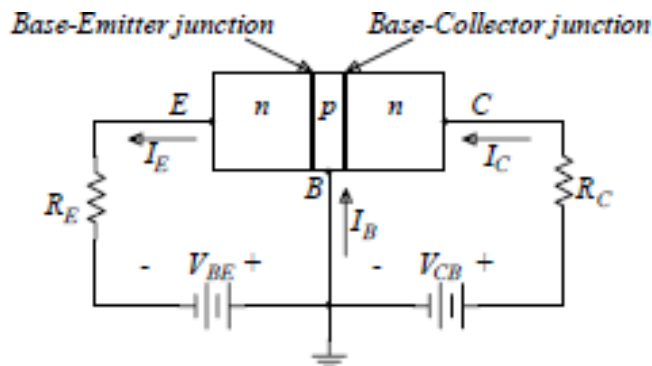 Base-Emitter junction Base-Collector junction
E n p n C
I_E I_C
B
R_E I_B R_C
- V_BE + - V_CB +